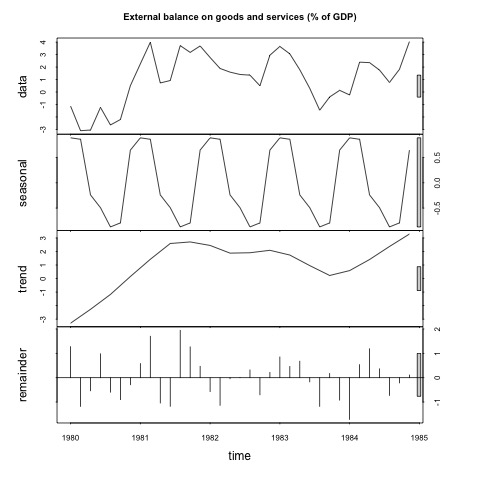 External balance on goods and services (% of GDP)
data
-3 -1 0 1 2 3 4
seasonal
-0.5 0.0 0.5
trend
-3 -1 0 1 2 3
remainder
-1 0 1 2
1980 1981 1982 1983 1984 1985
time